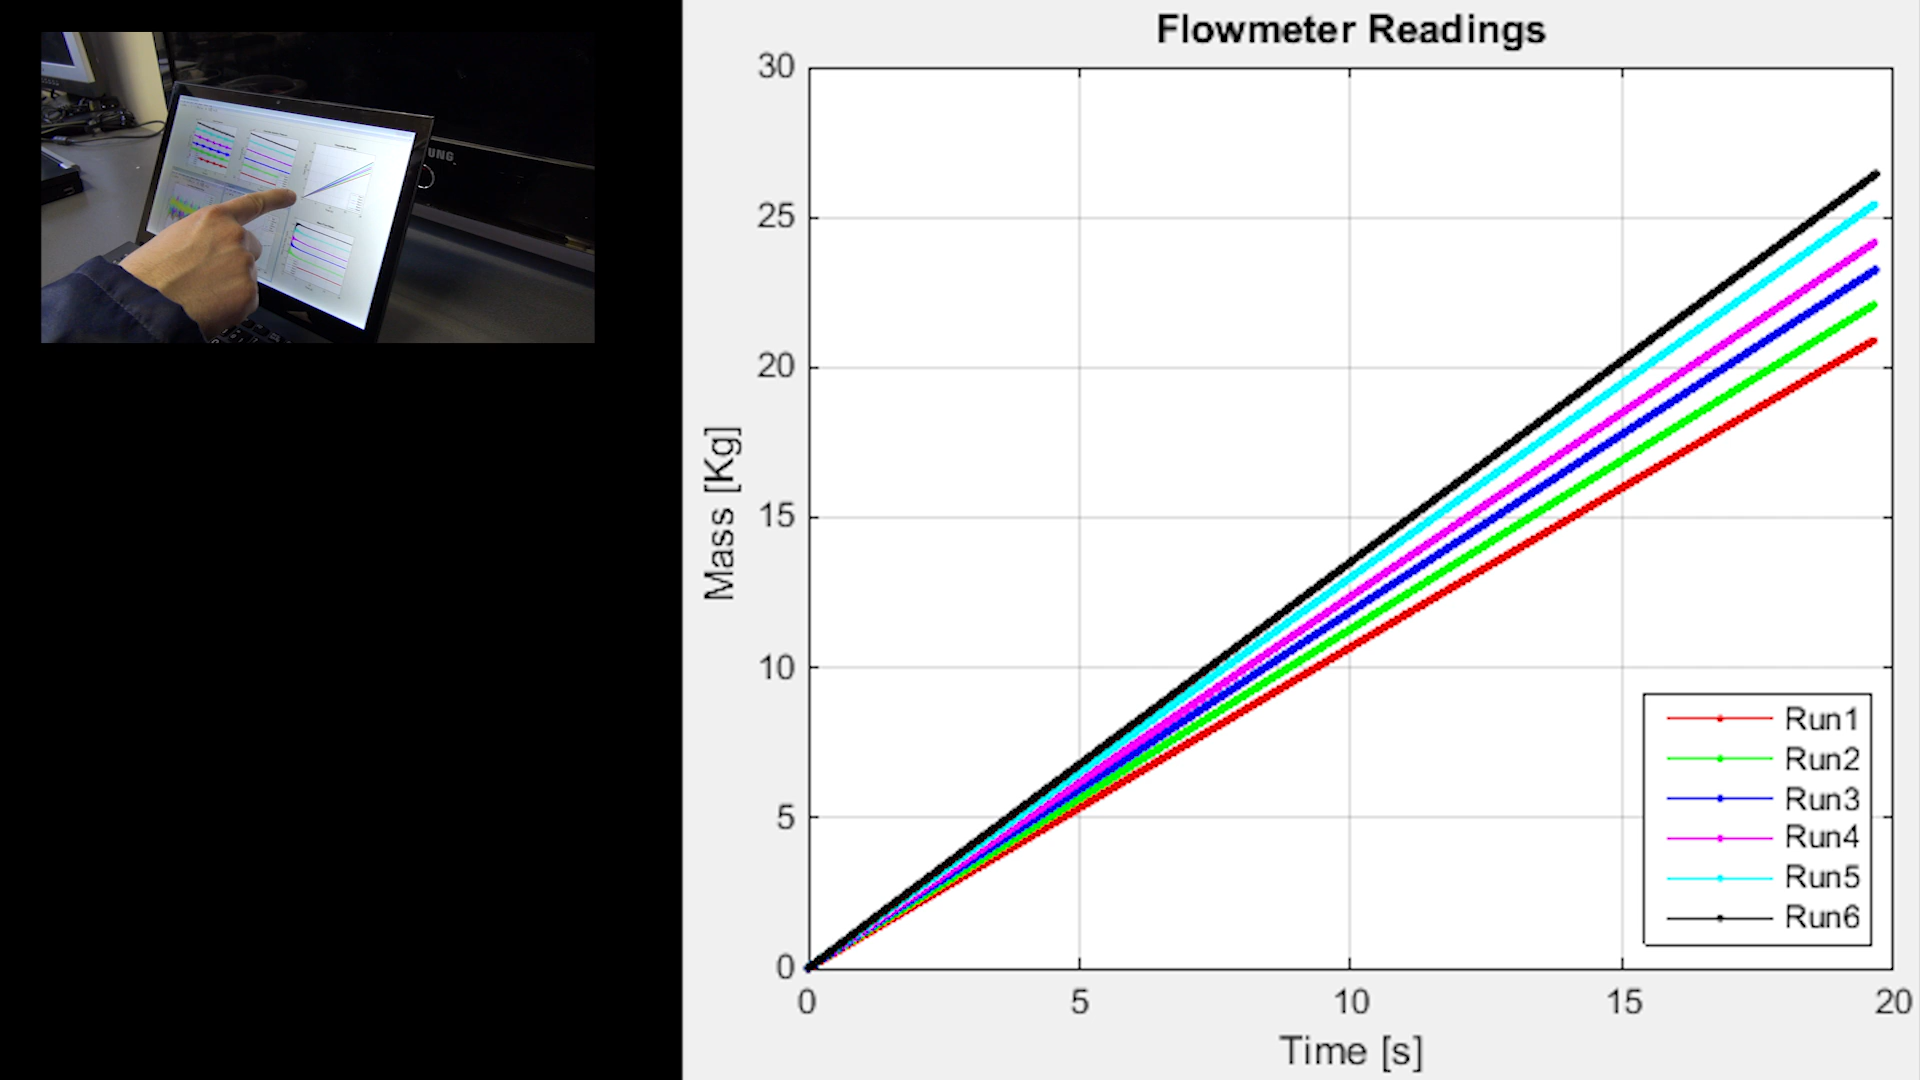 Flowmeter Readings
30
25
20
15
10
5
0
Mass [Kg]
0 5 10 15 20
Time [s]
Run1
Run2
Run3
Run4
Run5
Run6
UNG